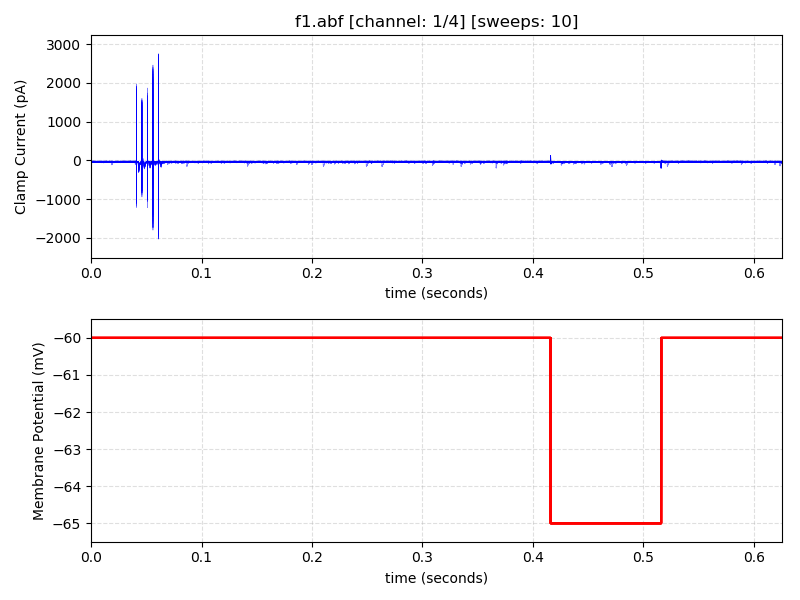 f1.abf [channel: 1/4] [sweeps: 10]
Clamp Current (pA)
3000
2000
1000
0
−1000
−2000
0.0 0.1 0.2 0.3 0.4 0.5 0.6
time (seconds)
Membrane Potential (mV)
−60
−61
−62
−63
−64
−65
0.0 0.1 0.2 0.3 0.4 0.5 0.6
time (seconds)